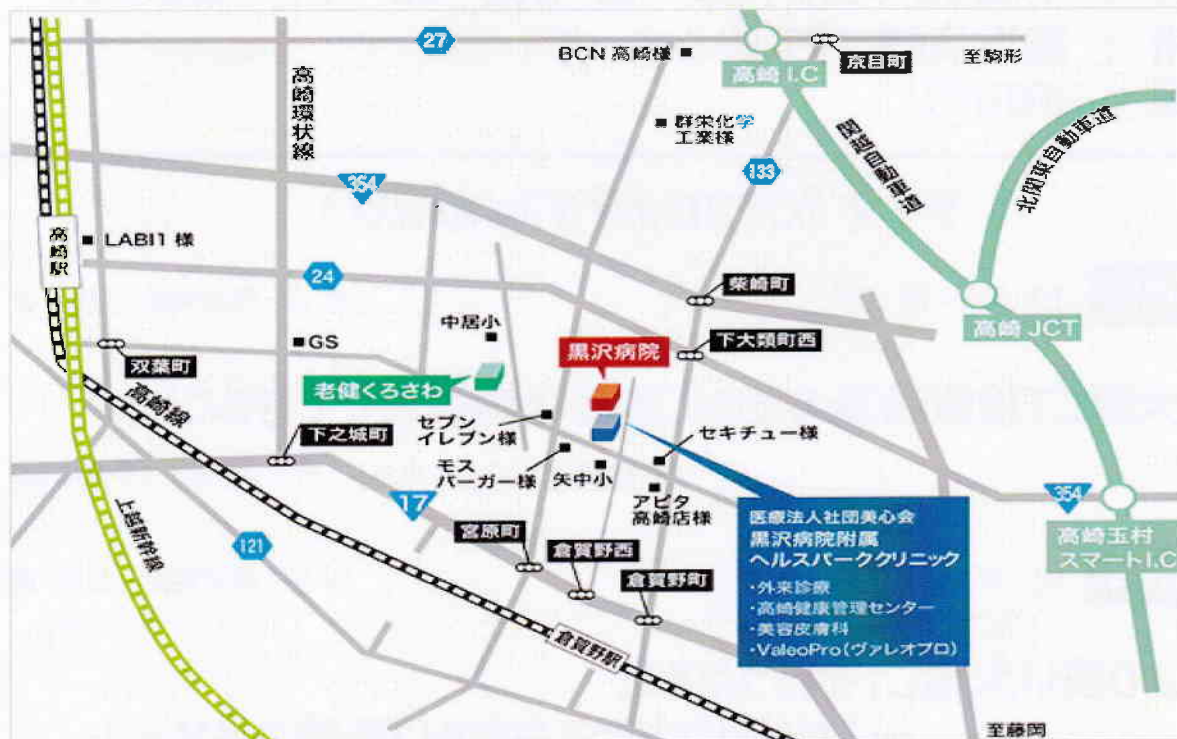 27
BCN 高崎様
高崎 I.C
京目町
至駒形
高崎環状線
群栄化学
工業様
関越自動車道
北関東自動車道
133
354
高崎駅
LABI1 様
24
柴崎町
中居小
高崎 JCT
GS
黒沢病院
下大類町西
双葉町
老健くろさわ
高崎線
セブン
イレブン様
セキチュー様
下之城町
モス
バーガー様
矢中小
アピタ
高崎店様
354
17
医療法人社団美心会
黒沢病院附属
ヘルスパーククリニック
・外来診療
・高崎健康管理センター
・美容皮膚科
・ValeoPro(ヴァレオプロ)
高崎玉村
スマートI.C
上越新幹線
121
宮原町
倉賀野西
倉賀野町
倉賀野駅
至藤岡